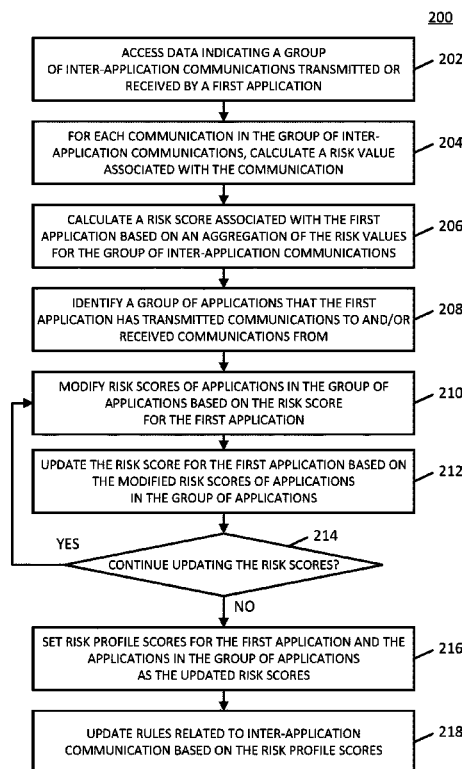 200
ACCESS DATA INDICATING A GROUP
OF INTER-APPLICATION COMMUNICATIONS TRANSMITTED OR
RECEIVED BY A FIRST APPLICATION
202
FOR EACH COMMUNICATION IN THE GROUP OF INTER-
APPLICATION COMMUNICATIONS, CALCULATE A RISK VALUE
ASSOCIATED WITH THE COMMUNICATION
204
CALCULATE A RISK SCORE ASSOCIATED WITH THE FIRST
APPLICATION BASED ON AN AGGREGATION OF THE RISK VALUES
FOR THE GROUP OF INTER-APPLICATION COMMUNICATIONS
206
IDENTIFY A GROUP OF APPLICATIONS THAT THE FIRST
APPLICATION HAS TRANSMITTED COMMUNICATIONS TO AND/OR
RECEIVED COMMUNICATIONS FROM
208
MODIFY RISK SCORES OF APPLICATIONS IN THE GROUP OF
APPLICATIONS BASED ON THE RISK SCORE
FOR THE FIRST APPLICATION
210
UPDATE THE RISK SCORE FOR THE FIRST APPLICATION BASED ON
THE MODIFIED RISK SCORES OF APPLICATIONS
IN THE GROUP OF APPLICATIONS
212
214
YES
CONTINUE UPDATING THE RISK SCORES?
NO
SET RISK PROFILE SCORES FOR THE FIRST APPLICATION AND THE
APPLICATIONS IN THE GROUP OF APPLICATIONS
AS THE UPDATED RISK SCORES
216
UPDATE RULES RELATED TO INTER-APPLICATION
COMMUNICATION BASED ON THE RISK PROFILE SCORES
218